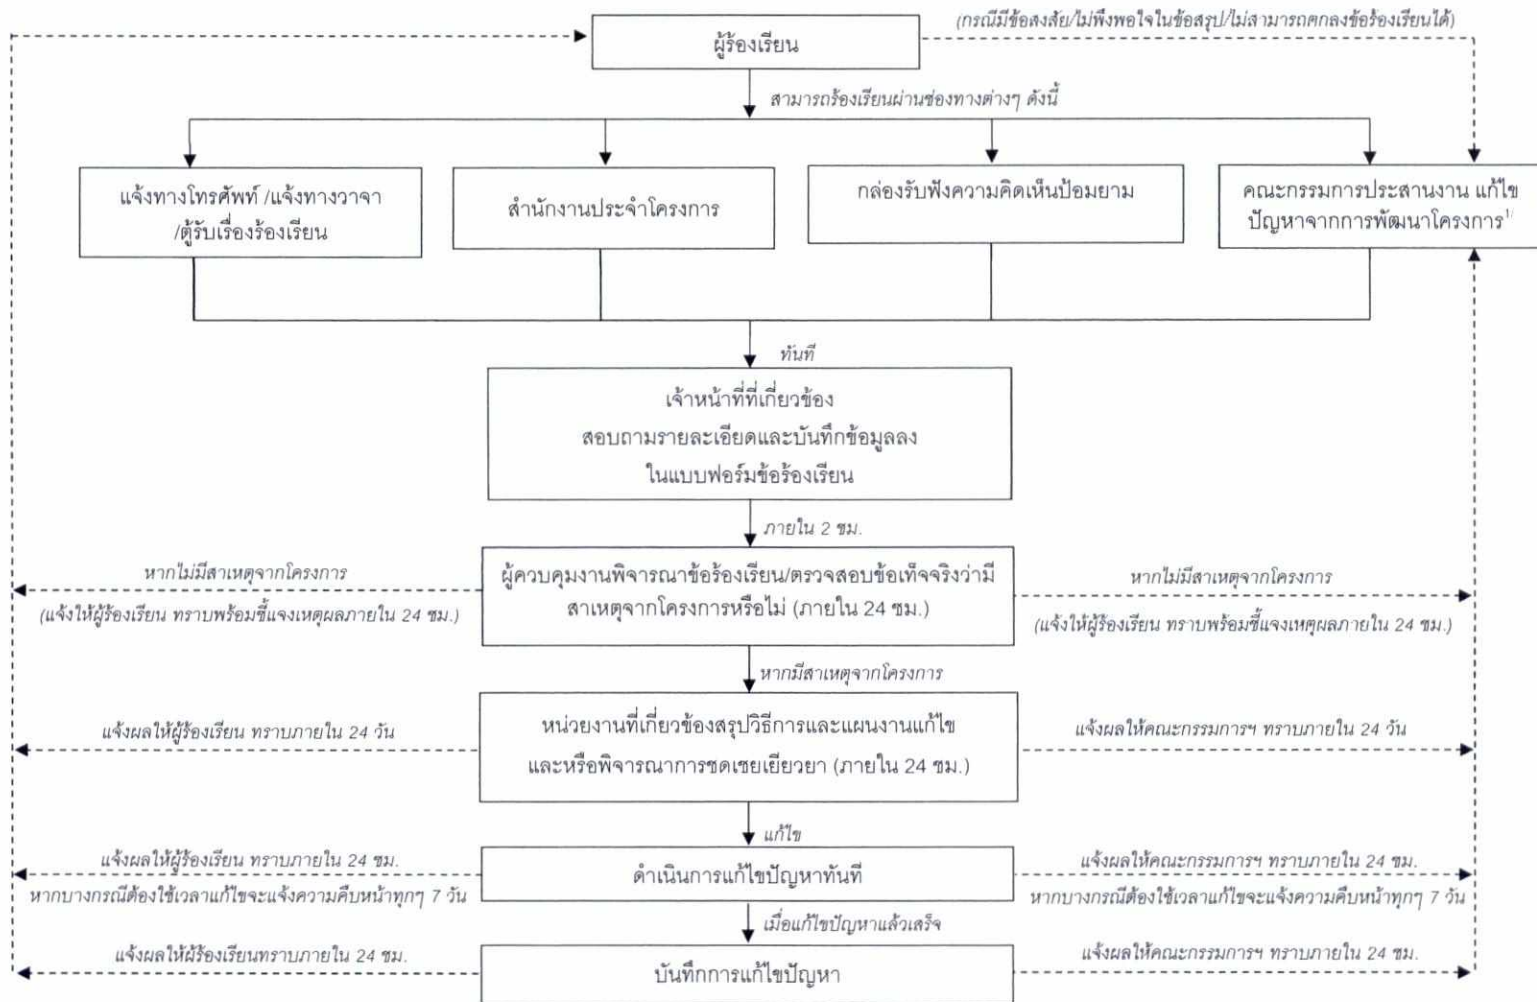 (กรณีมีข้อสงสัย/ไม่พึงพอใจในข้อสรุป/ไม่สามารถตกลงข้อร้องเรียนได้)
ผู้ร้องเรียน
สามารถร้องเรียนผ่านช่องทางต่างๆ ดังนี้
แจ้งทางโทรศัพท์ /แจ้งทางวาจา
/ตู้รับเรื่องร้องเรียน
สำนักงานประจำโครงการ
กล่องรับฟังความคิดเห็นป้อมยาม
คณะกรรมการประสานงาน แก้ไข
ปัญหาจากการพัฒนาโครงการ1/
ทันที
เจ้าหน้าที่ที่เกี่ยวข้อง
สอบถามรายละเอียดและบันทึกข้อมูลลง
ในแบบฟอร์มข้อร้องเรียน
ภายใน 2 ชม.
หากไม่มีสาเหตุจากโครงการ
(แจ้งให้ผู้ร้องเรียน ทราบพร้อมชี้แจงเหตุผลภายใน 24 ชม.)
ผู้ควบคุมงานพิจารณาข้อร้องเรียน/ตรวจสอบข้อเท็จจริงว่ามี
สาเหตุจากโครงการหรือไม่ (ภายใน 24 ชม.)
หากไม่มีสาเหตุจากโครงการ
(แจ้งให้ผู้ร้องเรียน ทราบพร้อมชี้แจงเหตุผลภายใน 24 ชม.)
หากมีสาเหตุจากโครงการ
แจ้งผลให้ผู้ร้องเรียน ทราบภายใน 24 วัน
หน่วยงานที่เกี่ยวข้องสรุปวิธีการและแผนงานแก้ไข
และหรือพิจารณาการชดเชยเยียวยา (ภายใน 24 ชม.)
แจ้งผลให้คณะกรรมการฯ ทราบภายใน 24 วัน
แก้ไข
แจ้งผลให้ผู้ร้องเรียน ทราบภายใน 24 ชม.
หากบางกรณีต้องใช้เวลาแก้ไขจะแจ้งความคืบหน้าทุกๆ 7 วัน
ดำเนินการแก้ไขปัญหาทันที
แจ้งผลให้คณะกรรมการฯ ทราบภายใน 24 ชม.
หากบางกรณีต้องใช้เวลาแก้ไขจะแจ้งความคืบหน้าทุกๆ 7 วัน
เมื่อแก้ไขปัญหาแล้วเสร็จ
แจ้งผลให้ผู้ร้องเรียนทราบภายใน 24 ชม.
บันทึกการแก้ไขปัญหา
แจ้งผลให้คณะกรรมการฯ ทราบภายใน 24 ชม.